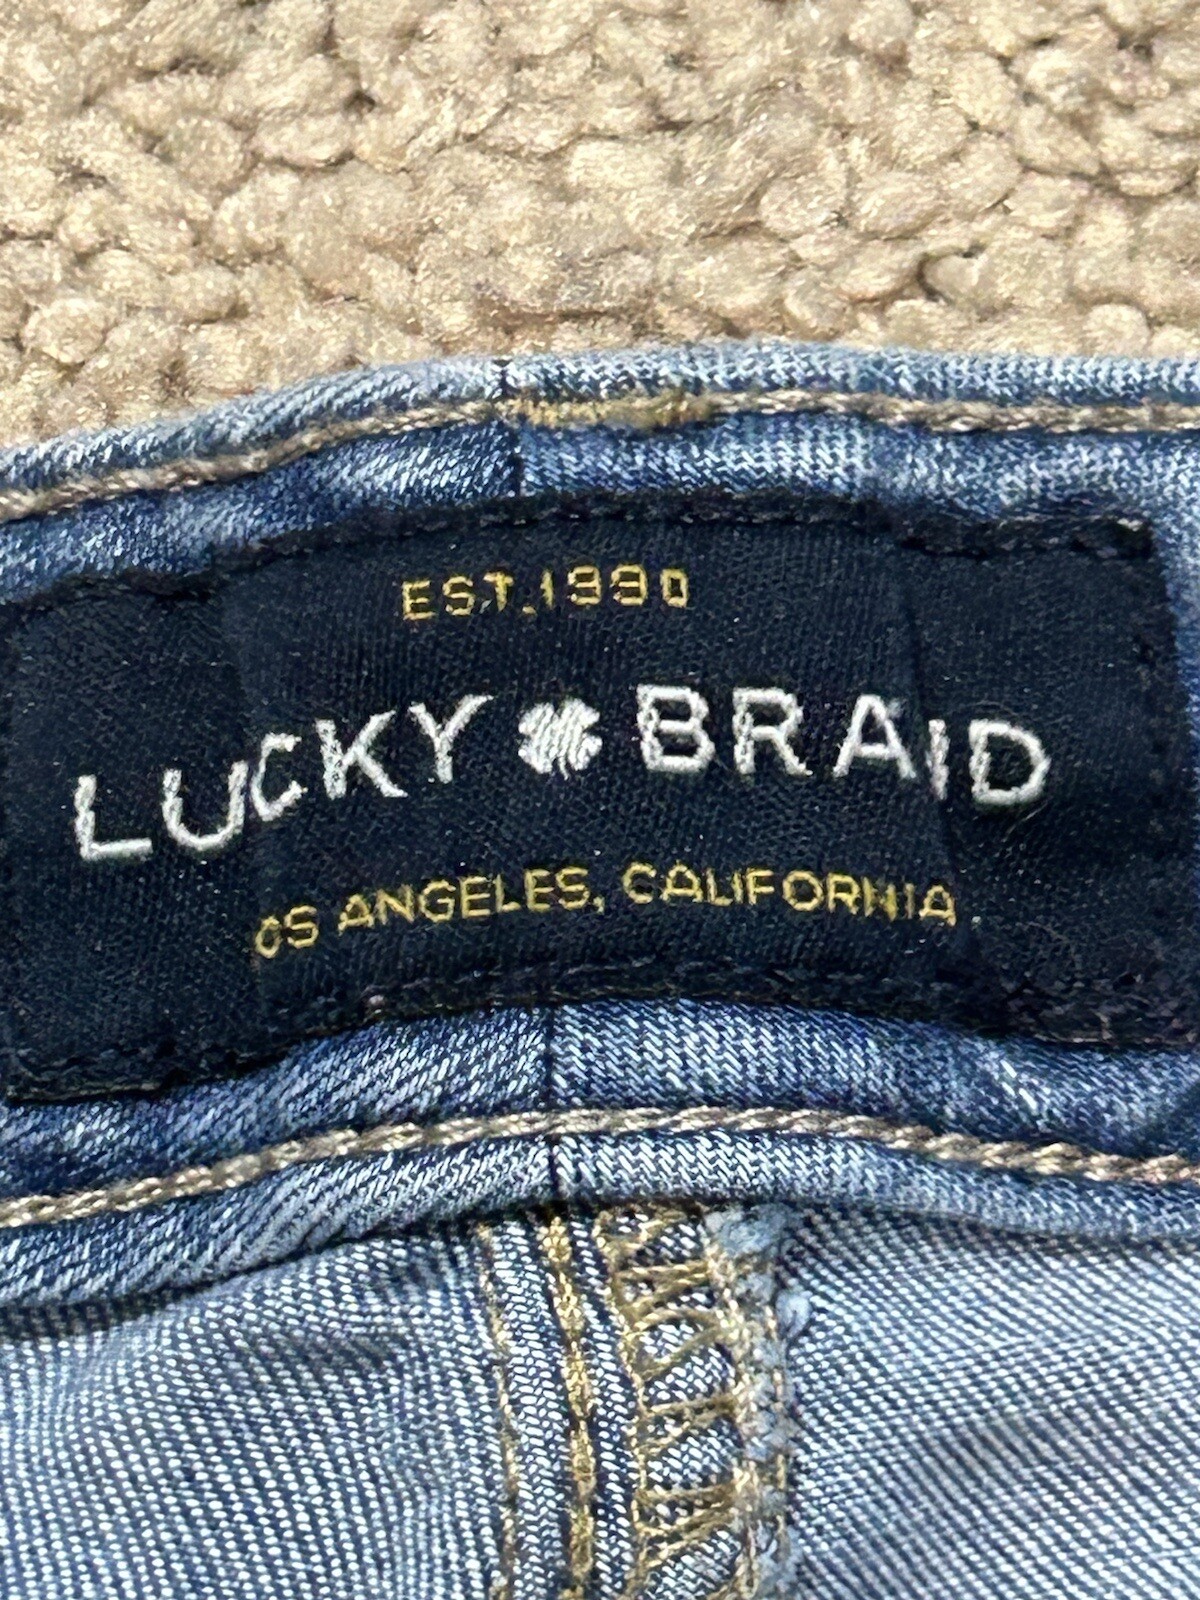 EST. 1990
LUCKY BRAID
OS ANGELES, CALIFORNIA